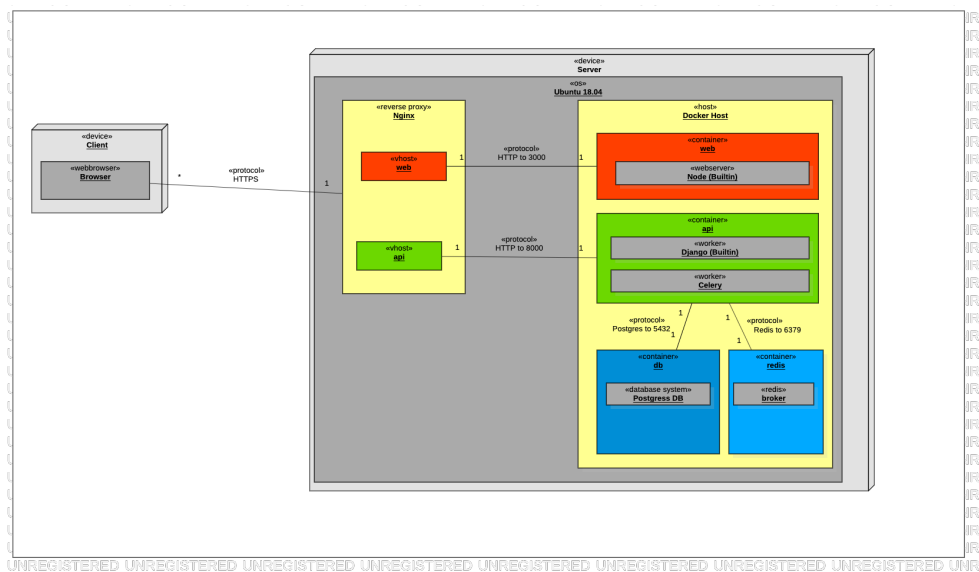 «device»
Server
«os»
Ubuntu 18.04
«reverse proxy»
Nginx
«host»
Docker Host
«device»
Client
«webbrowser»
Browser
«protocol»
HTTPS
*
1
«vhost»
web
1
«protocol»
HTTP to 3000
1
«container»
web
«webserver»
Node (Builtin)
«vhost»
api
1
«protocol»
HTTP to 8000
1
«container»
api
«worker»
Django (Builtin)
«worker»
Celery
1
«protocol»
Postgres to 5432
1
1
«protocol»
Redis to 6379
1
«container»
db
«database system»
Postgress DB
«container»
redis
«redis»
broker
UNREGISTERED UNREGISTERED UNREGISTERED UNREGISTERED UNREGISTERED UNREGISTERED UNREGISTERED UNREGISTERED UN